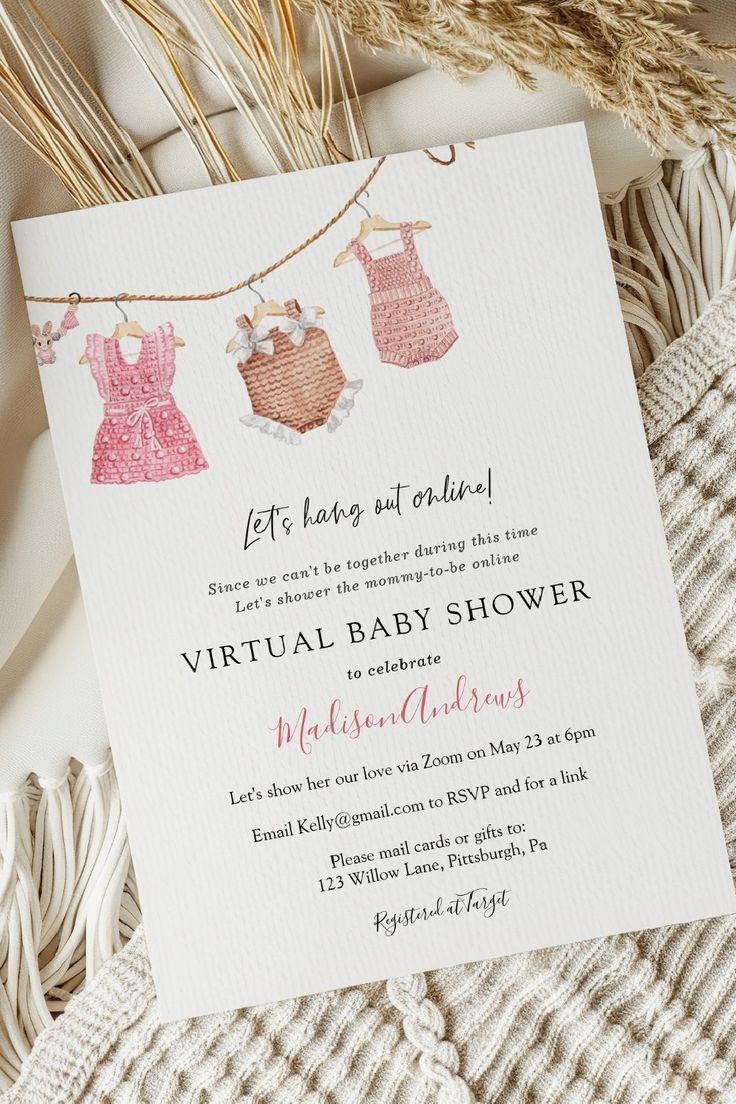 Let's hang out online!
Since we can't be together during this time
Let's shower the mommy-to-be online
VIRTUAL BABY SHOWER
to celebrate
Madison Andrews
Let's show her our love via Zoom on May 23 at 6pm
Email Kelly@gmail.com to RSVP and for a link
Please mail cards or gifts to:
123 Willow Lane, Pittsburgh, Pa
Registered at Target